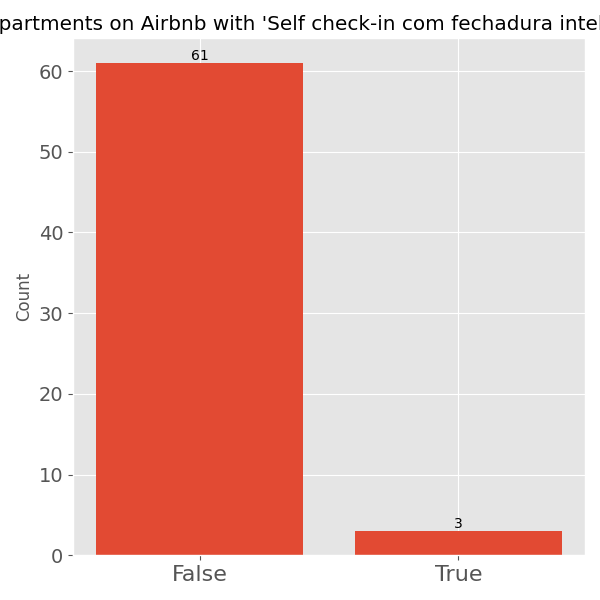 partments on Airbnb with 'Self check-in com fechadura intel
61
60
50
40
30
20
10
0
Count
3
False
True